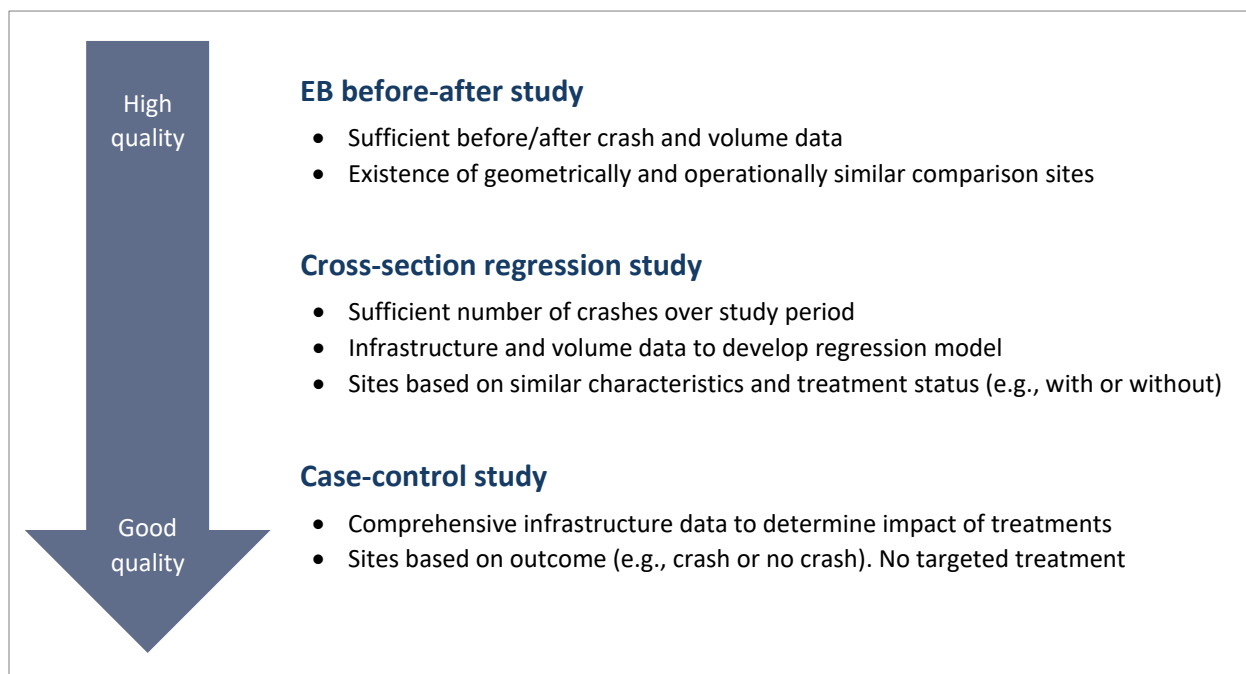 High
quality
EB before-after study
• Sufficient before/after crash and volume data
• Existence of geometrically and operationally similar comparison sites
Cross-section regression study
• Sufficient number of crashes over study period
• Infrastructure and volume data to develop regression model
• Sites based on similar characteristics and treatment status (e.g., with or without)
Case-control study
• Comprehensive infrastructure data to determine impact of treatments
• Sites based on outcome (e.g., crash or no crash). No targeted treatment
Good
quality